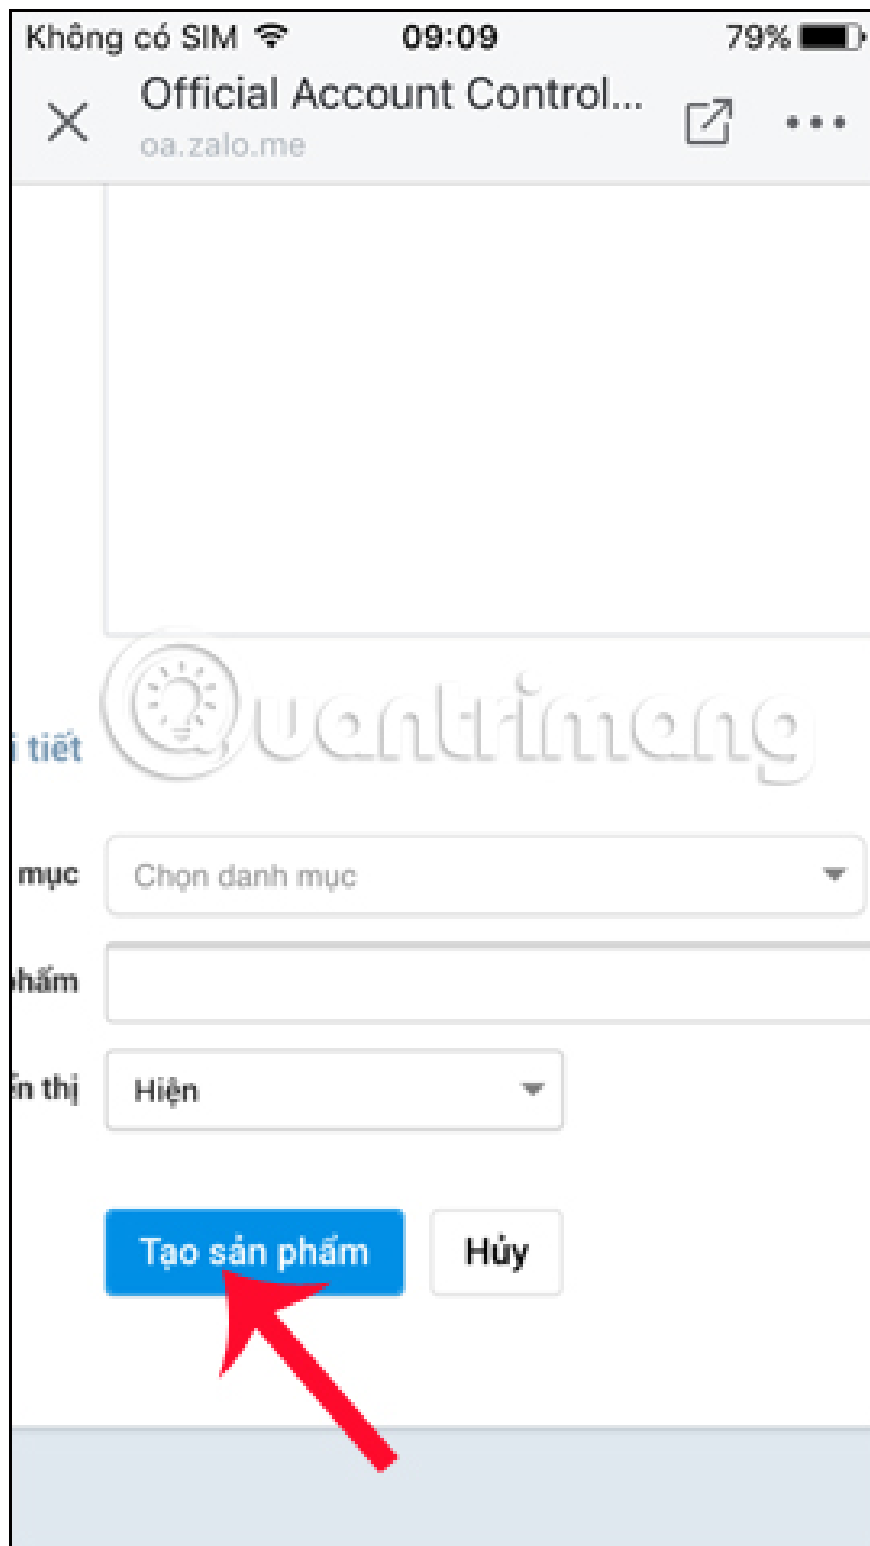 Không có SIM 09:09 79%
Official Account Control...
oa.zalo.me
Quantrimang
i tiết
mục Chọn danh mục
phẩm
ển thị Hiện
Tạo sản phẩm Hủy